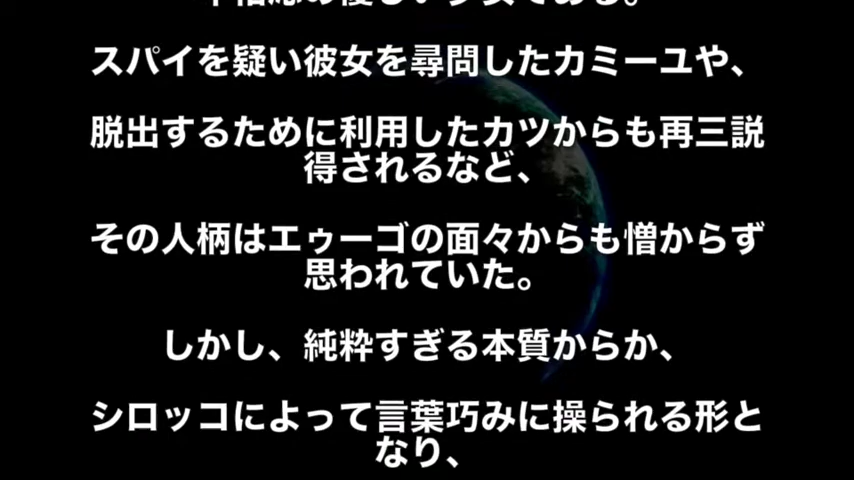 スパイを疑い彼女を尋問したカミーユや、
脱出するために利用したカツからも再三説
得されるなど、
その人柄はエゥーゴの面々からも憎からず
思われていた。
しかし、純粋すぎる本質からか、
シロッコによって言葉巧みに操られる形と
なり、